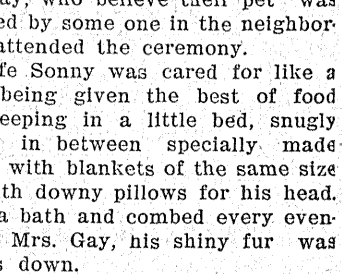 who believe their pet was
ed by some one in the neighbor-
attended the ceremony.
fe Sonny was cared for like a
being given the best of food
eeping in a little bed, snugly
in between specially made
with blankets of the same size
th downy pillows for his head.
a bath and combed every even-
Mrs. Gay, his shiny fur was
s down.